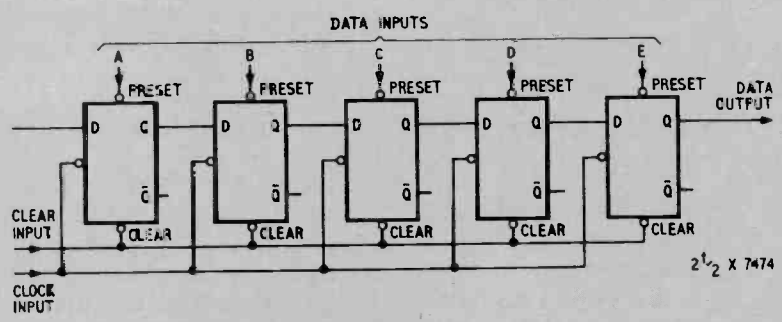 DATA INPUTS
A B C D E
PRESET PRESET PRESET PRESET PRESET
DATA OUTPUT
D Q D Q D Q D Q D Q
Q̄ Q̄ Q̄ Q̄ Q̄
CLEAR INPUT
CLEAR CLEAR CLEAR CLEAR CLEAR
CLOCK INPUT
2½ X 7474